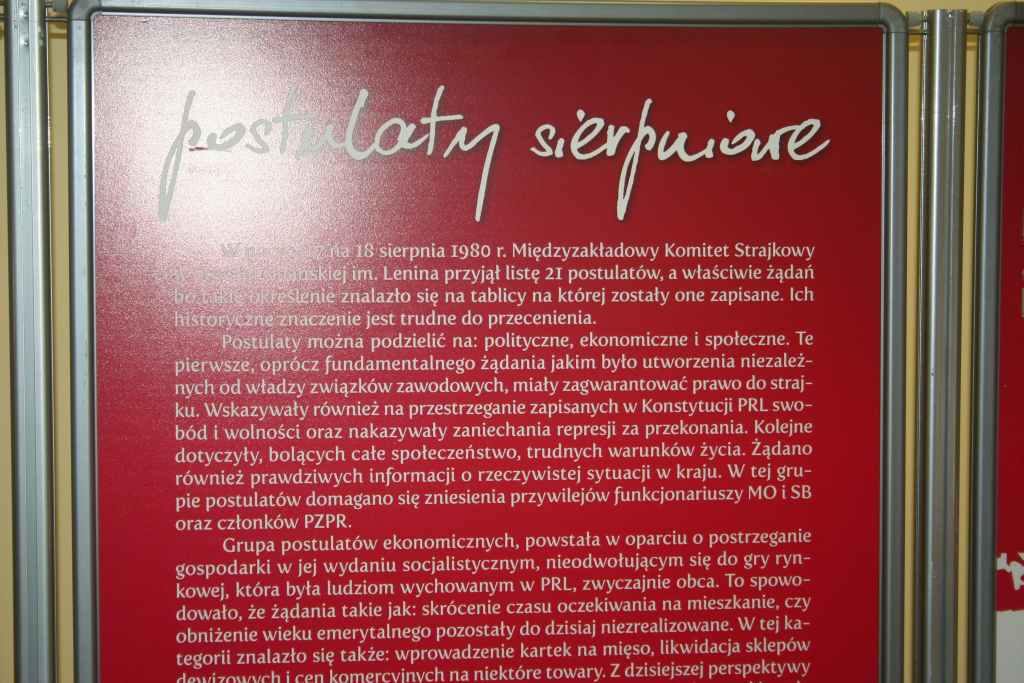 postulaty sierpniowe
W nocy z 17 na 18 sierpnia 1980 r. Międzyzakładowy Komitet Strajkowy
im. Lenina przyjął listę 21 postulatów, a właściwie żądań
bo takie określenie znalazło się na tablicy na której zostały one zapisane. Ich
historyczne znaczenie jest trudne do przecenienia.
Postulaty można podzielić na: polityczne, ekonomiczne i społeczne. Te
pierwsze, oprócz fundamentalnego żądania jakim było utworzenia niezależ-
nych od władzy związków zawodowych, miały zagwarantować prawo do straj-
ku. Wskazywały również na przestrzeganie zapisanych w Konstytucji PRL swo-
bód i wolności oraz nakazywały zaniechania represji za przekonania. Kolejne
dotyczyły, bolących całe społeczeństwo, trudnych warunków życia. Żądano
również prawdziwych informacji o rzeczywistej sytuacji w kraju. W tej gru-
pie postulatów domagano się zniesienia przywilejów funkcjonariuszy MO i SB
oraz członków PZPR.
Grupa postulatów ekonomicznych, powstała w oparciu o postrzeganie
gospodarki w jej wydaniu socjalistycznym, nieodwołującym się do gry ryn-
kowej, która była ludziom wychowanym w PRL, zwyczajnie obca. To spowo-
dowało, że żądania takie jak: skrócenie czasu oczekiwania na mieszkanie, czy
obniżenie wieku emerytalnego pozostały do dzisiaj niezrealizowane. W tej ka-
tegorii znalazło się także: wprowadzenie kartek na mięso, likwidacja sklepów
dewizowych i cen komercyjnych na niektóre towary. Z dzisiejszej perspektywy